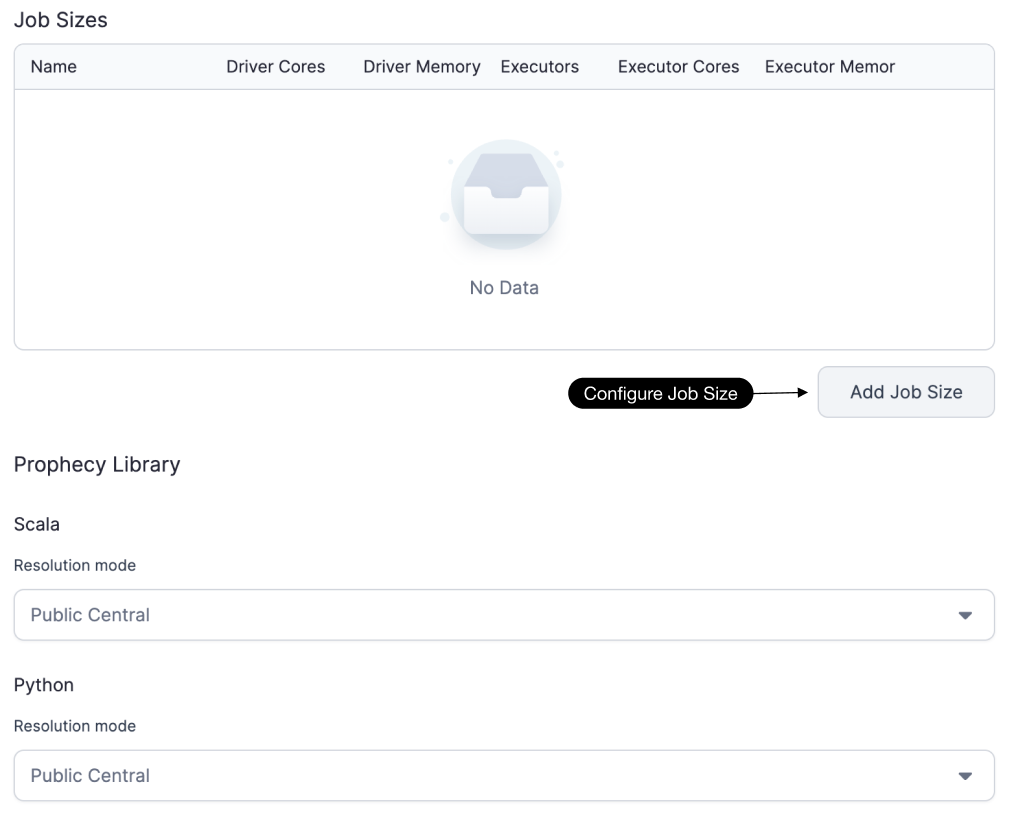 Job Sizes
Name Driver Cores Driver Memory Executors Executor Cores Executor Memor
No Data
Configure Job Size Add Job Size
Prophecy Library
Scala
Resolution mode
Public Central
Python
Resolution mode
Public Central